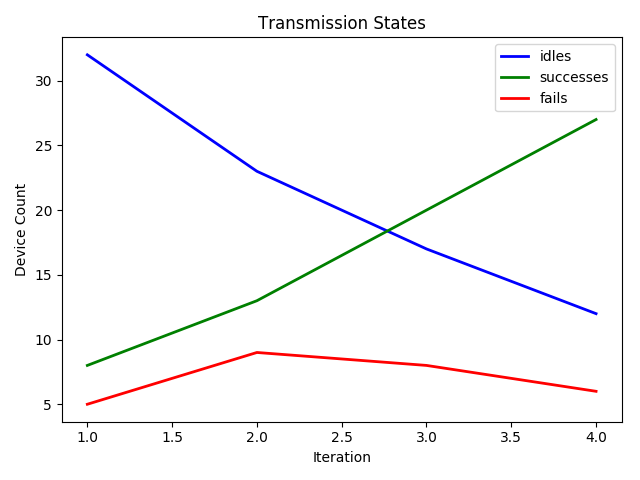 Transmission States
idles
successes
fails
Device Count
30
25
20
15
10
5
1.0 1.5 2.0 2.5 3.0 3.5 4.0
Iteration